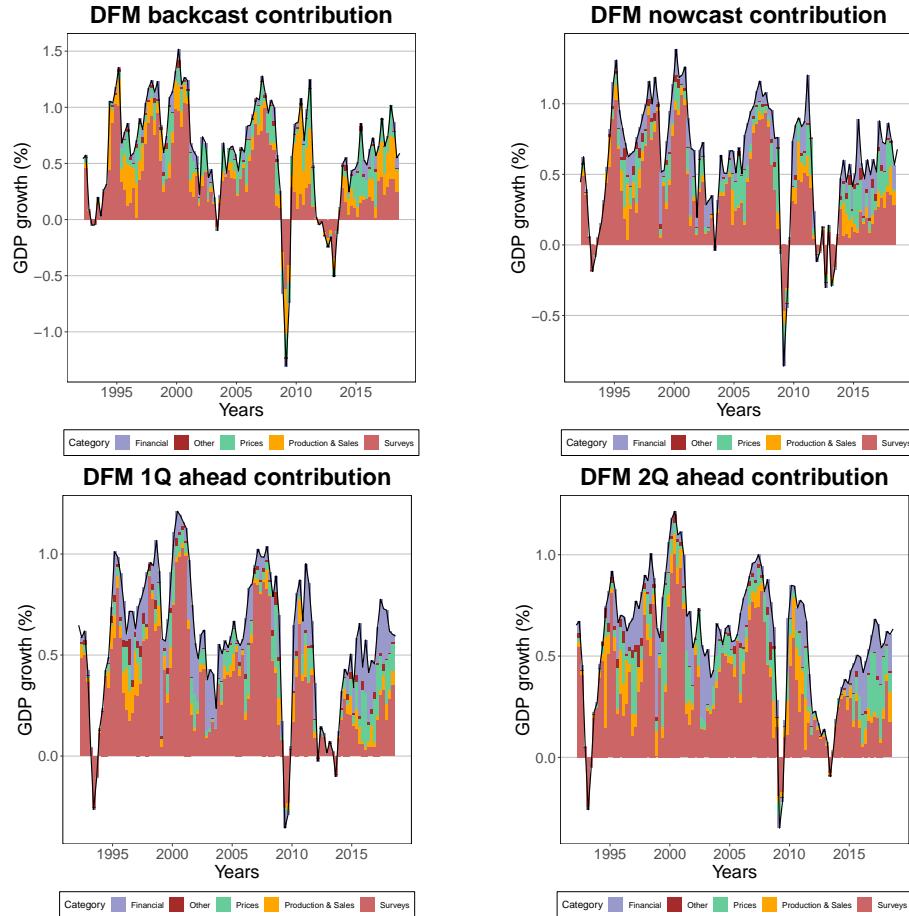 DFM backcast contribution
GDP growth (%)
1.5
1.0
0.5
0.0
−0.5
−1.0
1995 2000 2005 2010 2015
Years
Category Financial Other Prices Production & Sales Surveys
DFM nowcast contribution
GDP growth (%)
1.0
0.5
0.0
−0.5
1995 2000 2005 2010 2015
Years
Category Financial Other Prices Production & Sales Surveys
DFM 1Q ahead contribution
GDP growth (%)
1.0
0.5
0.0
1995 2000 2005 2010 2015
Years
Category Financial Other Prices Production & Sales Surveys
DFM 2Q ahead contribution
GDP growth (%)
1.0
0.5
0.0
1995 2000 2005 2010 2015
Years
Category Financial Other Prices Production & Sales Surveys